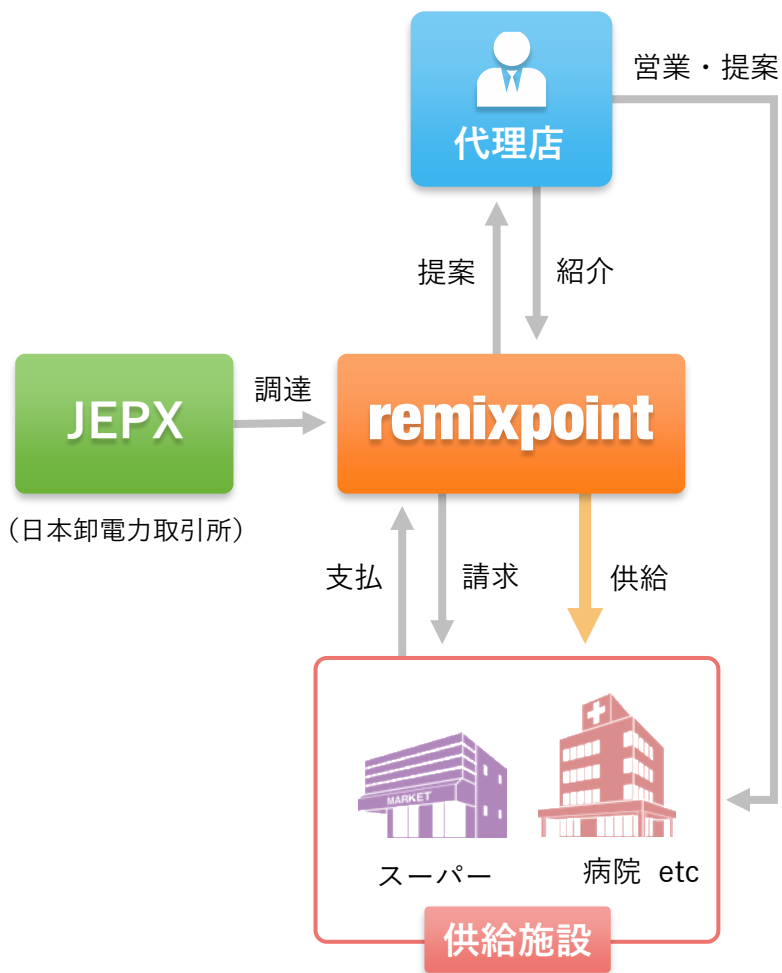 営業・提案
代理店
提案
紹介
JEPX
調達
remixpoint
（日本卸電力取引所）
支払
請求
供給
MARKET
スーパー
病院 etc
供給施設